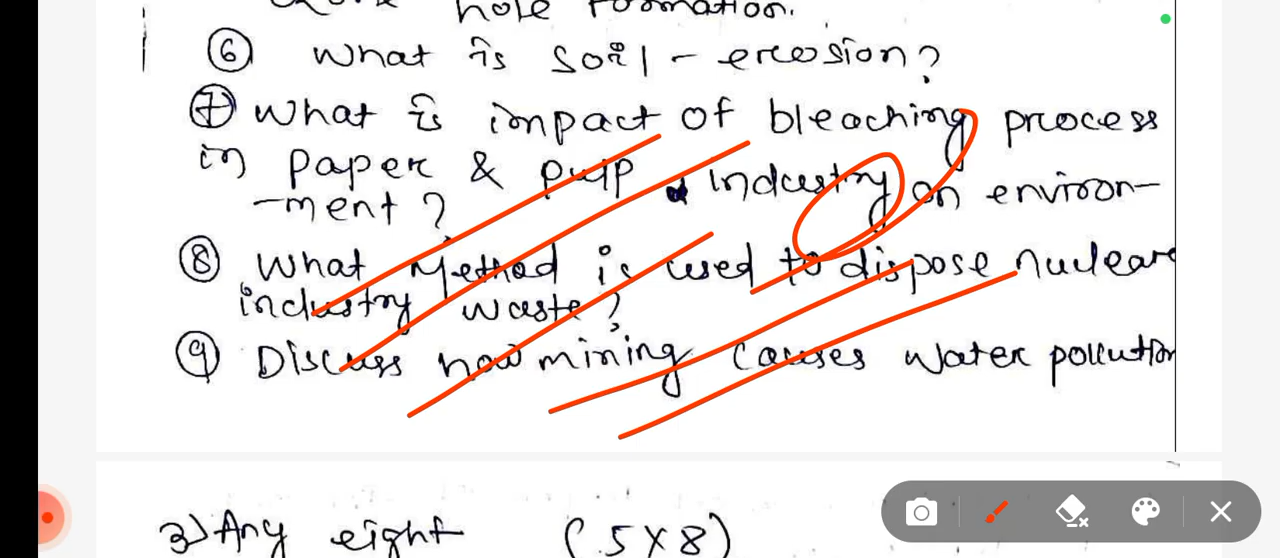 hole formation.
⑥ What is soil - erosion?
⑦ What is impact of bleaching process
in paper & pulp industry on environ-
-ment?
⑧ What Method is used to dispose nuclear
industry waste?
⑨ Discuss how mining causes water pollution
3) Any eight (5X8)